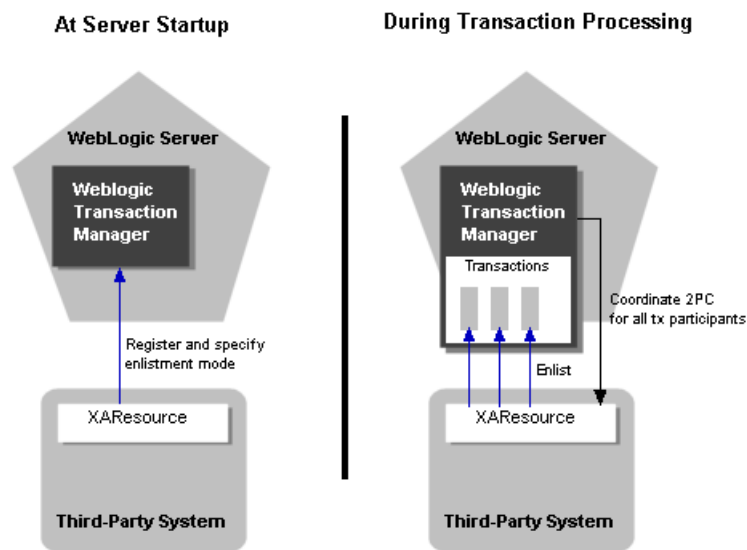 At Server Startup
WebLogic Server
Weblogic
Transaction
Manager
Register and specify
enlistment mode
XAResource
Third-Party System
During Transaction Processing
WebLogic Server
Weblogic
Transaction
Manager
Transactions
Coordinate 2PC
for all tx participants
Enlist
XAResource
Third-Party System